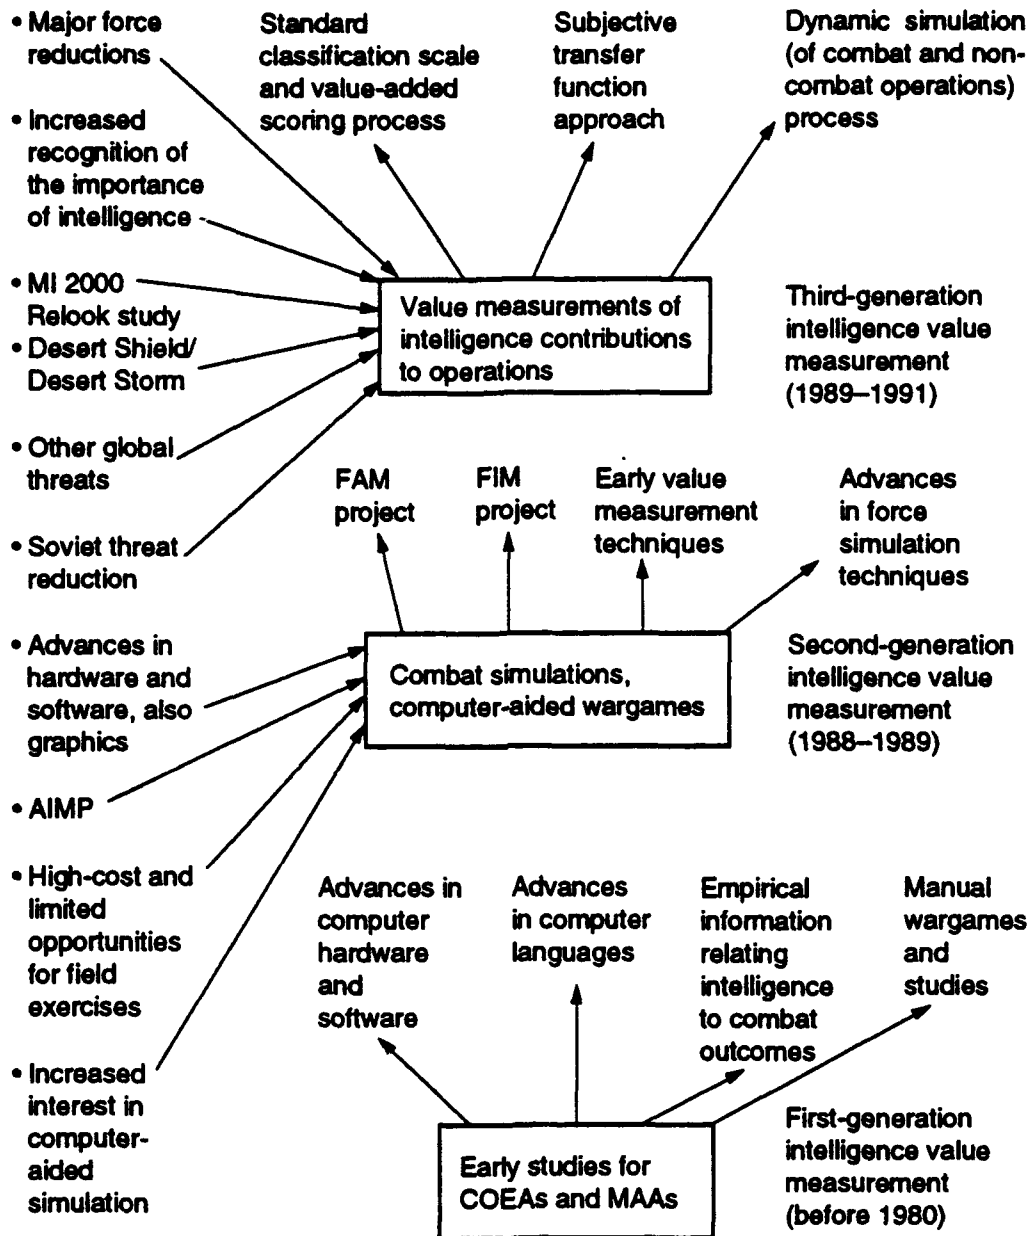 • Major force
reductions
• Increased
recognition of
the importance
of intelligence
• MI 2000
Relook study
• Desert Shield/
Desert Storm
• Other global
threats
• Soviet threat
reduction
• Advances in
hardware and
software, also
graphics
• AIMP
• High-cost and
limited
opportunities
for field
exercises
• Increased
interest in
computer-
aided
simulation
Standard
classification scale
and value-added
scoring process
Subjective
transfer
function
approach
Dynamic simulation
(of combat and non-
combat operations)
process
Value measurements of
intelligence contributions
to operations
Third-generation
intelligence value
measurement
(1989–1991)
FAM
project
FIM
project
Early value
measurement
techniques
Advances
in force
simulation
techniques
Combat simulations,
computer-aided wargames
Second-generation
intelligence value
measurement
(1988–1989)
Advances in
computer
hardware
and
software
Advances
in computer
languages
Empirical
information
relating
intelligence
to combat
outcomes
Manual
wargames
and
studies
Early studies for
COEAs and MAAs
First-generation
intelligence value
measurement
(before 1980)